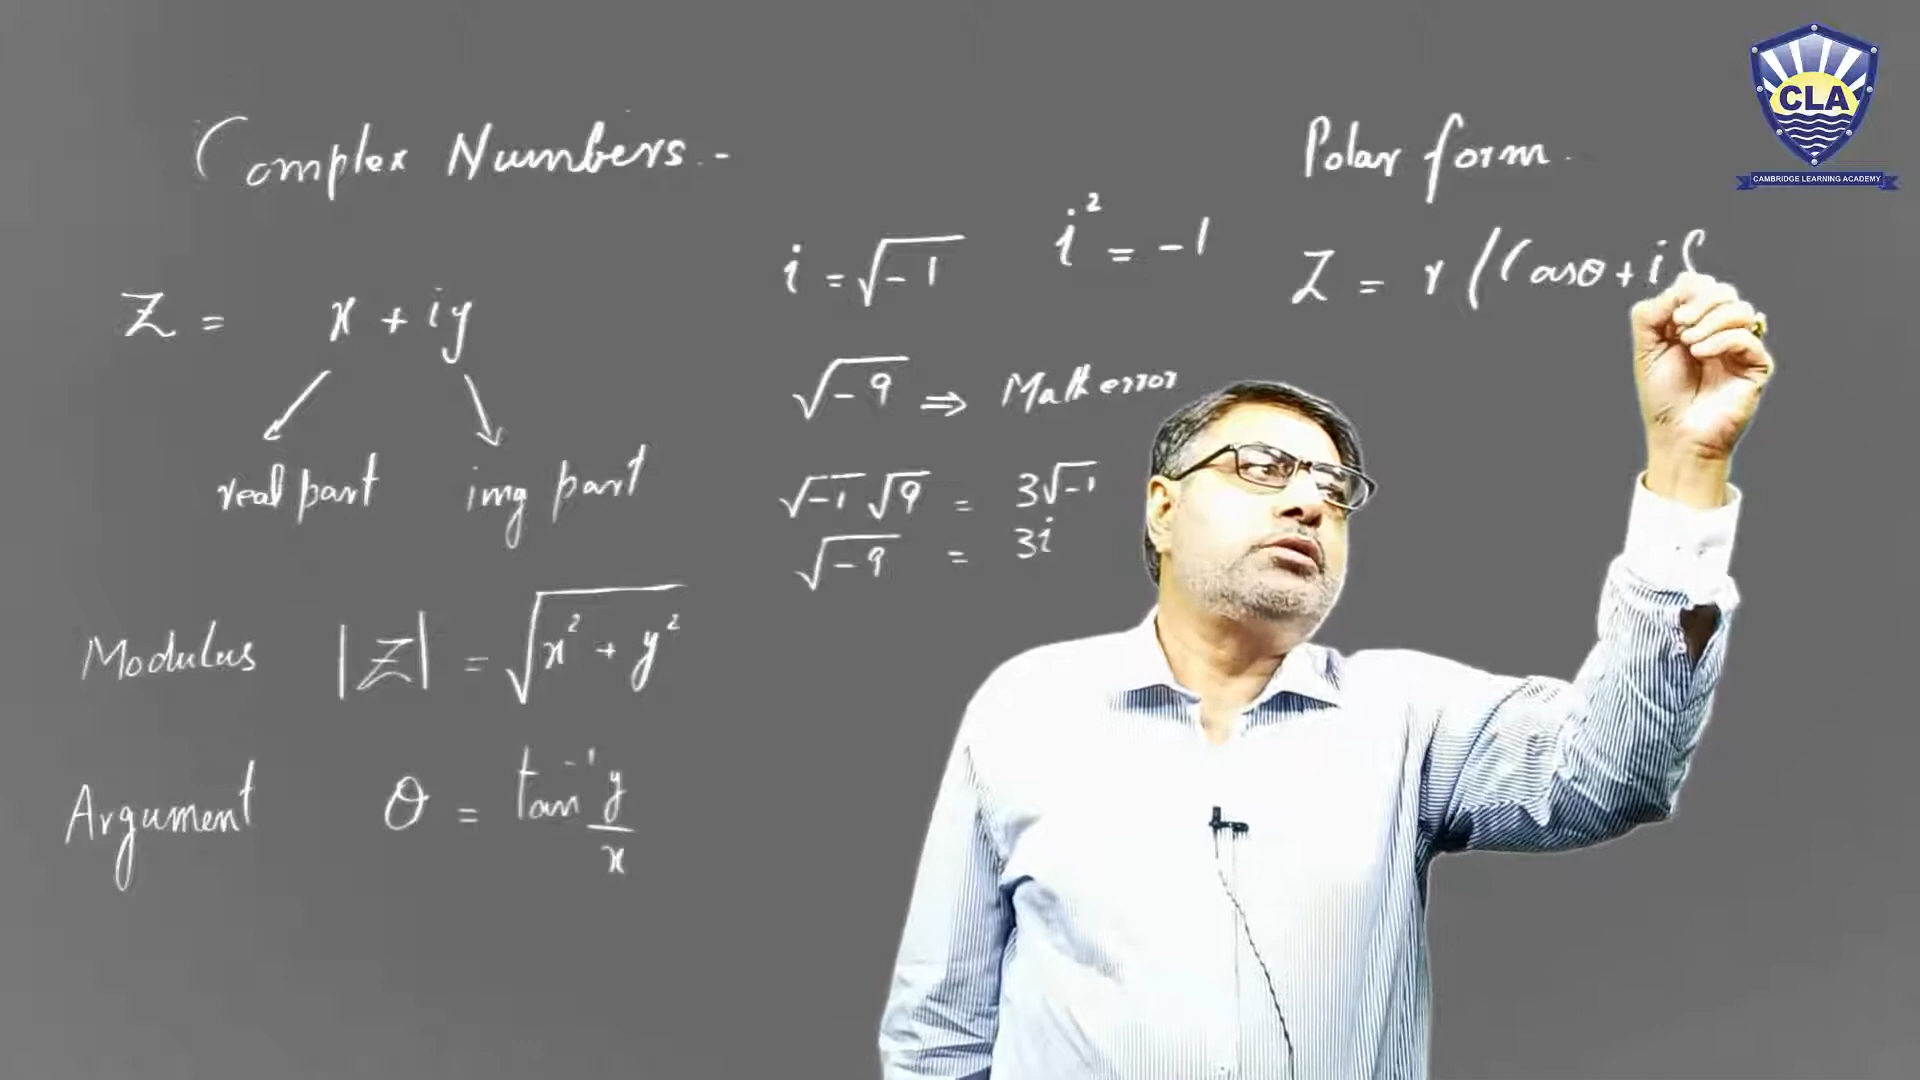 Complex Numbers.-
Z = x + iy
real part
img part
Modulus |Z| = √x² + y²
Argument θ = tan⁻¹ y/x
i = √-1
i² = -1
√-9 ⇒ Math error
√-1 √9 = 3√-1
√-9 = 3i
Polar form.
Z = r (Cosθ + i S
CLA
CAMBRIDGE LEARNING ACADEMY